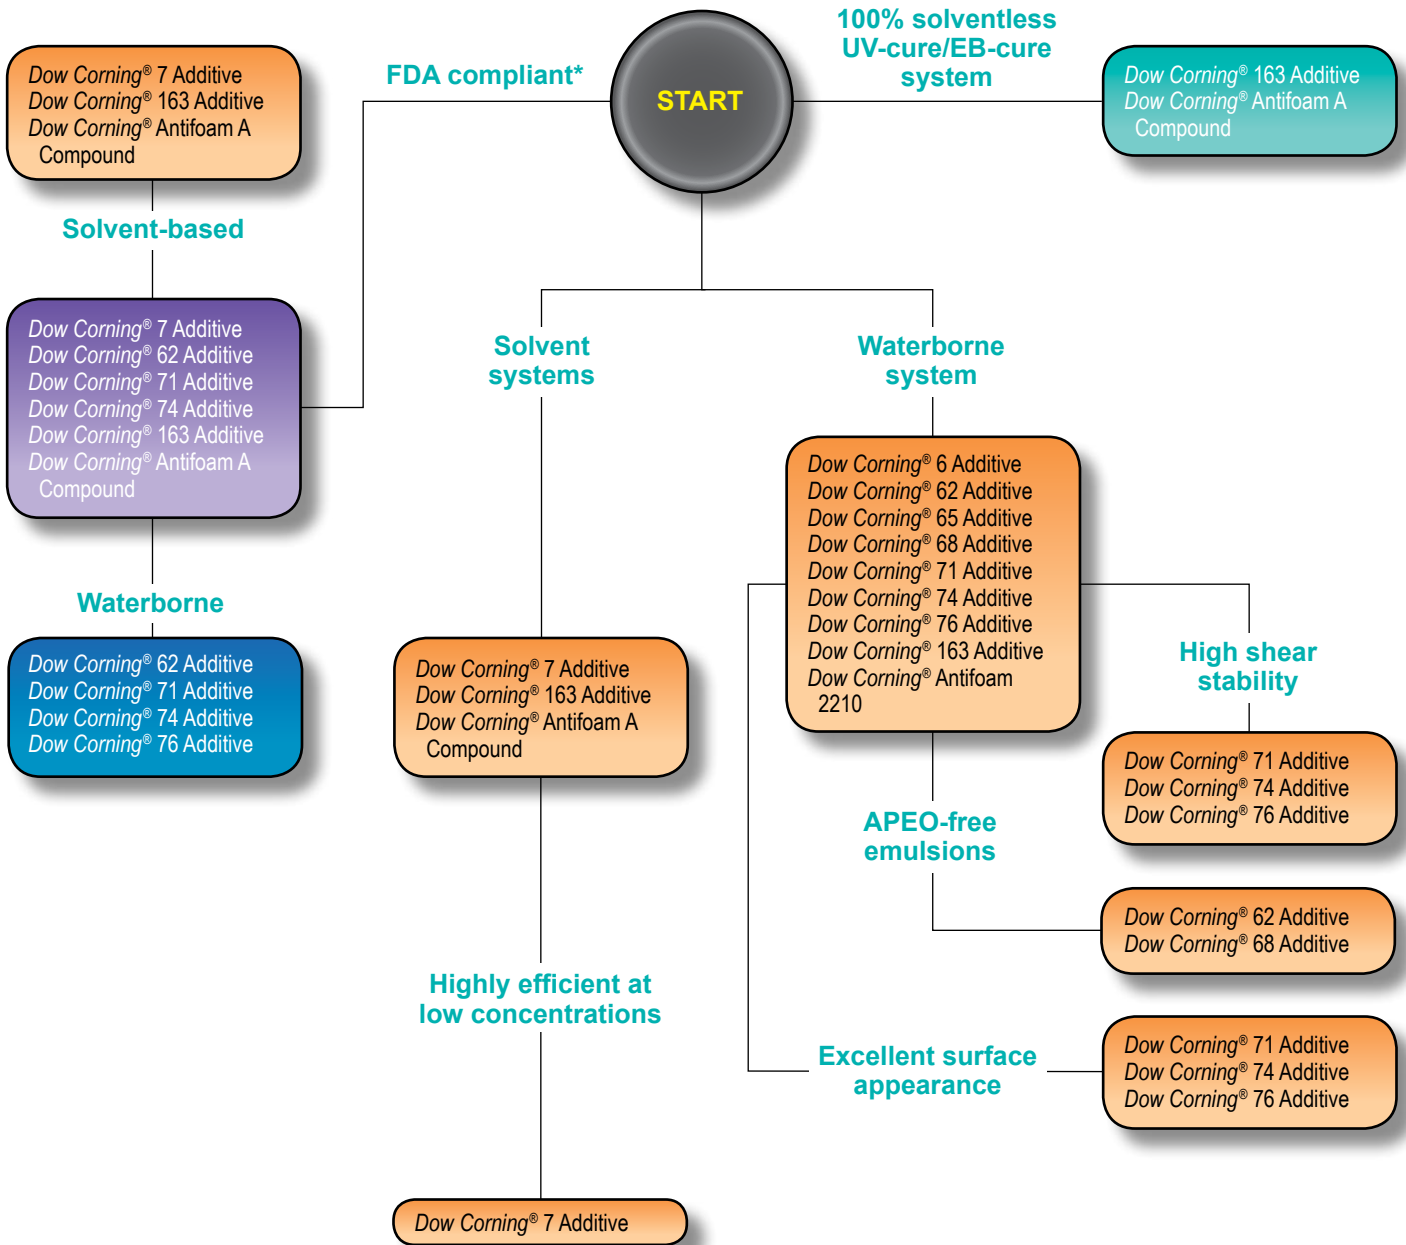 START
FDA compliant*
100% solventless
UV-cure/EB-cure
system
Dow Corning® 163 Additive
Dow Corning® Antifoam A
Compound
Dow Corning® 7 Additive
Dow Corning® 163 Additive
Dow Corning® Antifoam A
Compound
Solvent-based
Dow Corning® 7 Additive
Dow Corning® 62 Additive
Dow Corning® 71 Additive
Dow Corning® 74 Additive
Dow Corning® 163 Additive
Dow Corning® Antifoam A
Compound
Waterborne
Dow Corning® 62 Additive
Dow Corning® 71 Additive
Dow Corning® 74 Additive
Dow Corning® 76 Additive
Solvent
systems
Dow Corning® 7 Additive
Dow Corning® 163 Additive
Dow Corning® Antifoam A
Compound
Highly efficient at
low concentrations
Dow Corning® 7 Additive
Waterborne
system
Dow Corning® 6 Additive
Dow Corning® 62 Additive
Dow Corning® 65 Additive
Dow Corning® 68 Additive
Dow Corning® 71 Additive
Dow Corning® 74 Additive
Dow Corning® 76 Additive
Dow Corning® 163 Additive
Dow Corning® Antifoam
2210
High shear
stability
Dow Corning® 71 Additive
Dow Corning® 74 Additive
Dow Corning® 76 Additive
APEO-free
emulsions
Dow Corning® 62 Additive
Dow Corning® 68 Additive
Excellent surface
appearance
Dow Corning® 71 Additive
Dow Corning® 74 Additive
Dow Corning® 76 Additive